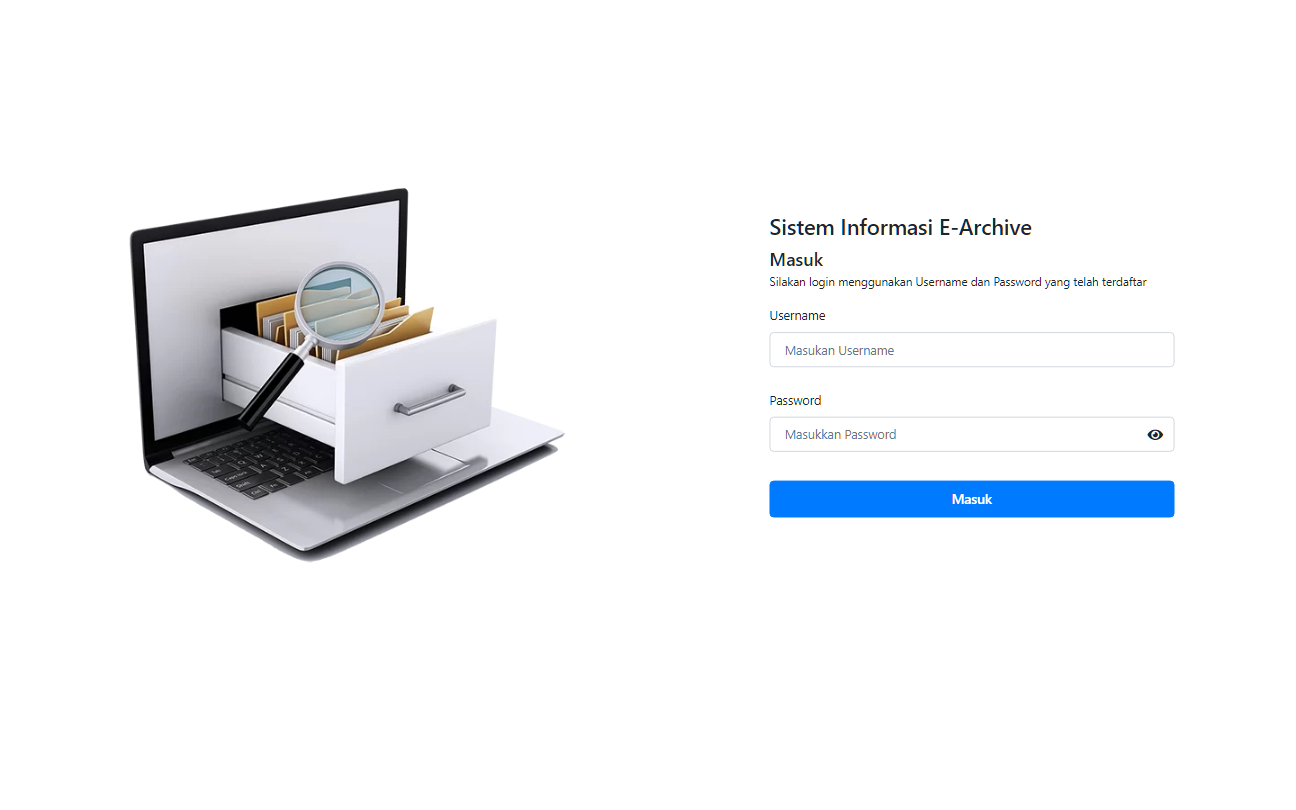 Sistem Informasi E-Archive
Masuk
Silakan login menggunakan Username dan Password yang telah terdaftar
Username
Masukan Username
Password
Masukkan Password
Masuk